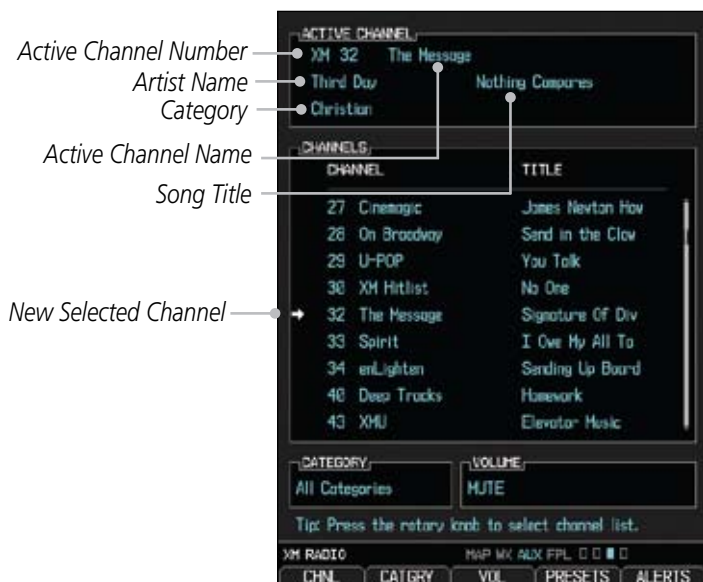 ACTIVE CHANNEL
Active Channel Number
XM 32 The Message
Artist Name
Third Day Nothing Compares
Category
Christian
Active Channel Name
Song Title
CHANNELS
CHANNEL TITLE
27 Cinemagic James Newton How
28 On Broadway Send in the Clow
29 U-POP You Talk
30 XM Hitlist No One
New Selected Channel
32 The Message Signature Of Div
33 Spirit I Owe My All To
34 enLighten Sending Up Board
40 Deep Tracks Homework
43 XMU Elevator Music
CATEGORY VOLUME
All Categories MUTE
Tip: Press the rotary knob to select channel list.
XM RADIO MAP WX AUX FPL
CHNL CATGRY VOL PRESETS ALERTS